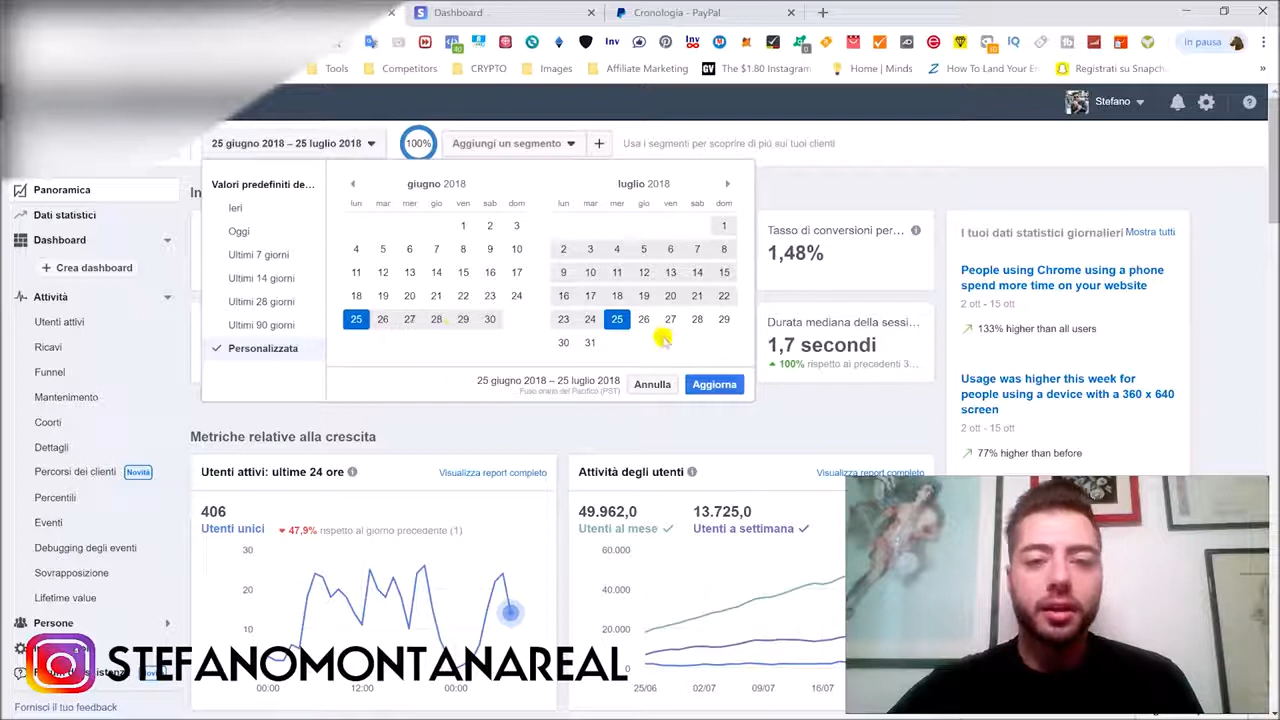 Dashboard
Cronologia - PayPal
In pausa
Tools
Competitors
CRYPTO
Images
Affiliate Marketing
The $1.80 Instagram
Home | Minds
How To Land Your
Registrati su Snapch
Stefano
25 giugno 2018 – 25 luglio 2018
100%
Aggiungi un segmento
Usa i segmenti per scoprire di più sui tuoi clienti
Valori predefiniti de...
Ieri
Oggi
Ultimi 7 giorni
Ultimi 14 giorni
Ultimi 28 giorni
Ultimi 90 giorni
Personalizzata
giugno 2018
lun mar mer gio ven sab dom
1 2 3
4 5 6 7 8 9 10
11 12 13 14 15 16 17
18 19 20 21 22 23 24
25 26 27 28 29 30
luglio 2018
lun mar mer gio ven sab dom
1
2 3 4 5 6 7 8
9 10 11 12 13 14 15
16 17 18 19 20 21 22
23 24 25 26 27 28 29
30 31
25 giugno 2018 – 25 luglio 2018
Fuso orario del Pacifico (PST)
Annulla
Aggiorna
Panoramica
Dati statistici
Dashboard
+ Crea dashboard
Attività
Utenti attivi
Ricavi
Funnel
Mantenimento
Coorti
Dettagli
Percorsi dei clienti Novità
Percentili
Eventi
Debugging degli eventi
Sovrapposizione
Lifetime value
Persone
Fornisci il tuo feedback
Tasso di conversioni per...
1,48%
Durata mediana della sessi...
1,7 secondi
100% rispetto ai precedenti 3...
I tuoi dati statistici giornalieri
Mostra tutti
People using Chrome using a phone
spend more time on your website
2 ott - 15 ott
133% higher than all users
Usage was higher this week for
people using a device with a 360 x 640
screen
2 ott - 15 ott
77% higher than before
Metriche relative alla crescita
Utenti attivi: ultime 24 ore
Visualizza report completo
406
Utenti unici
47,9% rispetto al giorno precedente (1)
30
20
10
00:00 12:00 00:00
Attività degli utenti
Visualizza report completo
49.962,0
Utenti al mese
13.725,0
Utenti a settimana
60.000
40.000
20.000
25/06 02/07 09/07 16/07
STEFANOMONTANAREAL